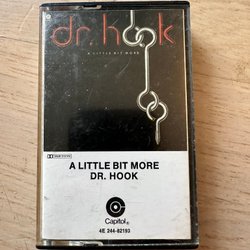 dr. hook
A LITTLE BIT MORE
A LITTLE BIT MORE
DR. HOOK
Capitol
4E 244-82193